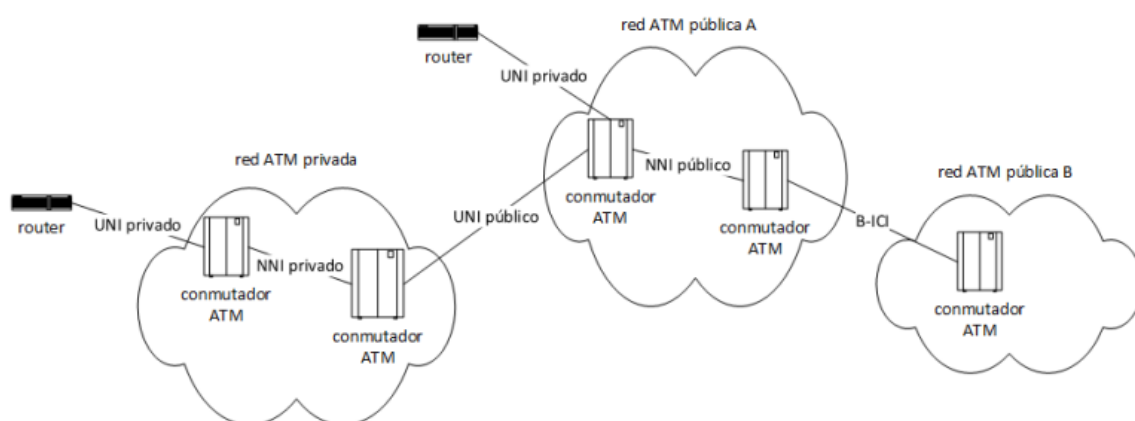 red ATM pública A
router
UNI privado
red ATM privada
NNI público
red ATM pública B
conmutador
ATM
UNI público
conmutador
ATM
B-ICI
router
UNI privado
NNI privado
conmutador
ATM
conmutador
ATM
conmutador
ATM